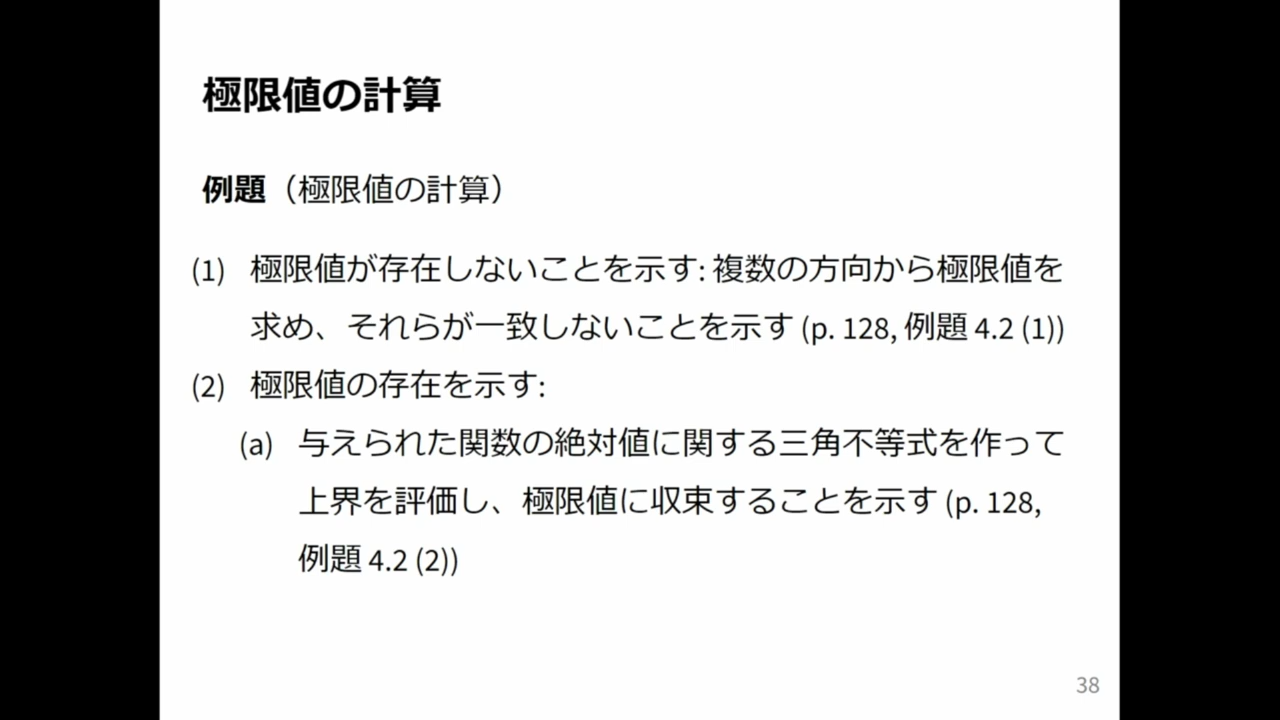 極限値の計算
例題（極限値の計算）
(1) 極限値が存在しないことを示す: 複数の方向から極限値を
求め、それらが一致しないことを示す (p. 128, 例題 4.2 (1))
(2) 極限値の存在を示す:
(a) 与えられた関数の絶対値に関する三角不等式を作って
上界を評価し、極限値に収束することを示す (p. 128,
例題 4.2 (2))
38